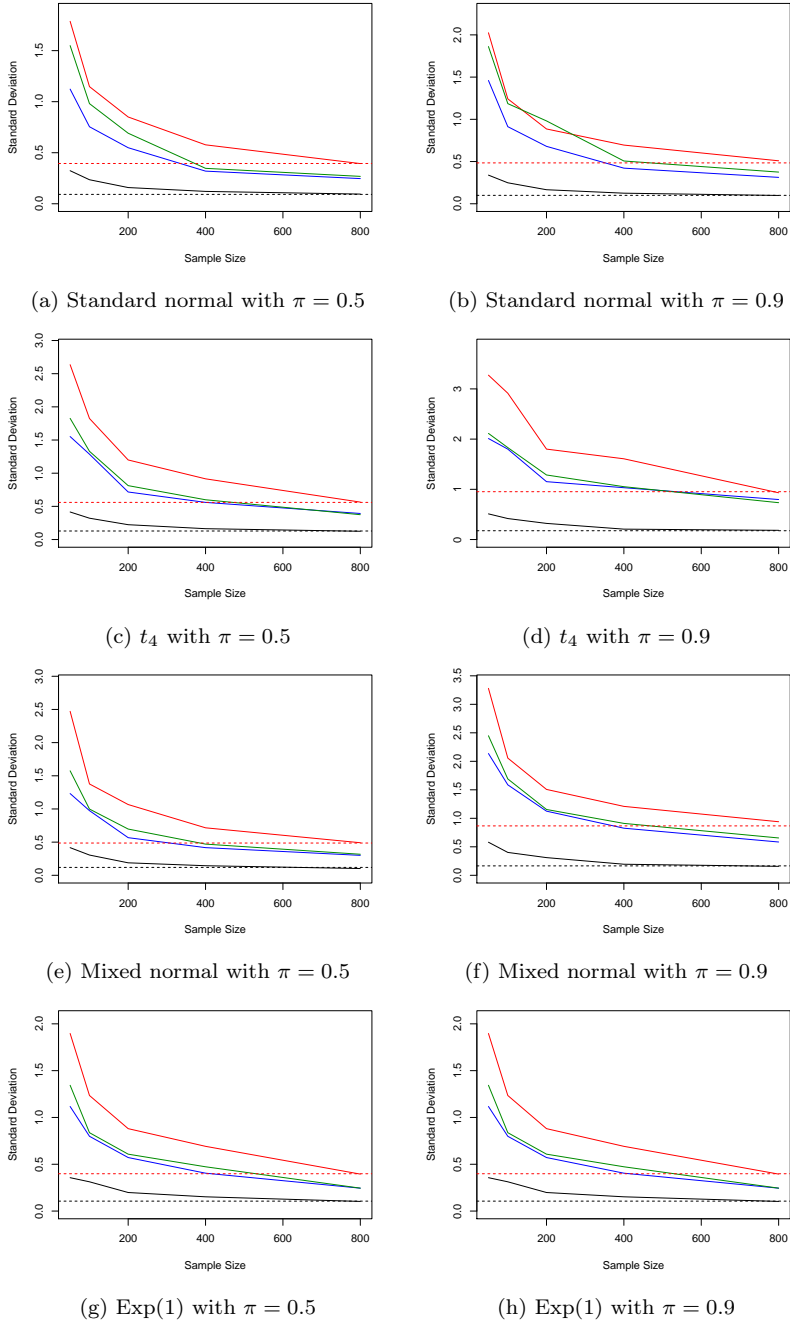 Standard Deviation
0.0 0.5 1.0 1.5
200 400 600 800
Sample Size
(a) Standard normal with π = 0.5
Standard Deviation
0.0 0.5 1.0 1.5 2.0
200 400 600 800
Sample Size
(b) Standard normal with π = 0.9
Standard Deviation
0.0 0.5 1.0 1.5 2.0 2.5 3.0
200 400 600 800
Sample Size
(c) t₄ with π = 0.5
Standard Deviation
0 1 2 3
200 400 600 800
Sample Size
(d) t₄ with π = 0.9
Standard Deviation
0.0 0.5 1.0 1.5 2.0 2.5 3.0
200 400 600 800
Sample Size
(e) Mixed normal with π = 0.5
Standard Deviation
0.0 0.5 1.0 1.5 2.0 2.5 3.0 3.5
200 400 600 800
Sample Size
(f) Mixed normal with π = 0.9
Standard Deviation
0.0 0.5 1.0 1.5 2.0
200 400 600 800
Sample Size
(g) Exp(1) with π = 0.5
Standard Deviation
0.0 0.5 1.0 1.5 2.0
200 400 600 800
Sample Size
(h) Exp(1) with π = 0.9